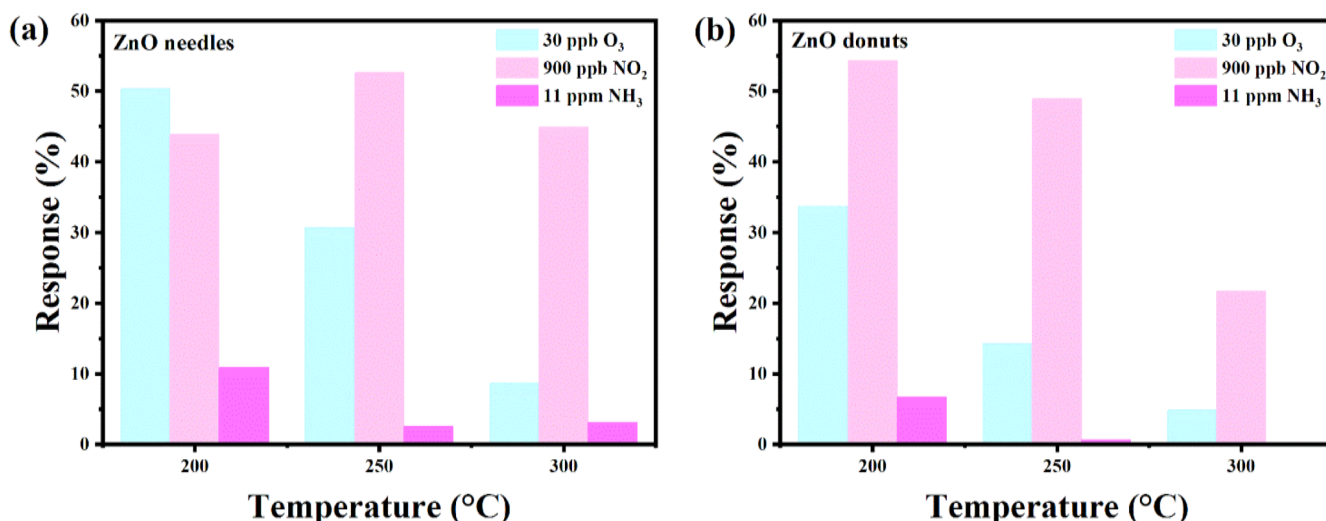 (a)
ZnO needles
30 ppb O₃
900 ppb NO₂
11 ppm NH₃
Response (%)
60
50
40
30
20
10
0
200 250 300
Temperature (°C)
(b)
ZnO donuts
30 ppb O₃
900 ppb NO₂
11 ppm NH₃
Response (%)
60
50
40
30
20
10
0
200 250 300
Temperature (°C)